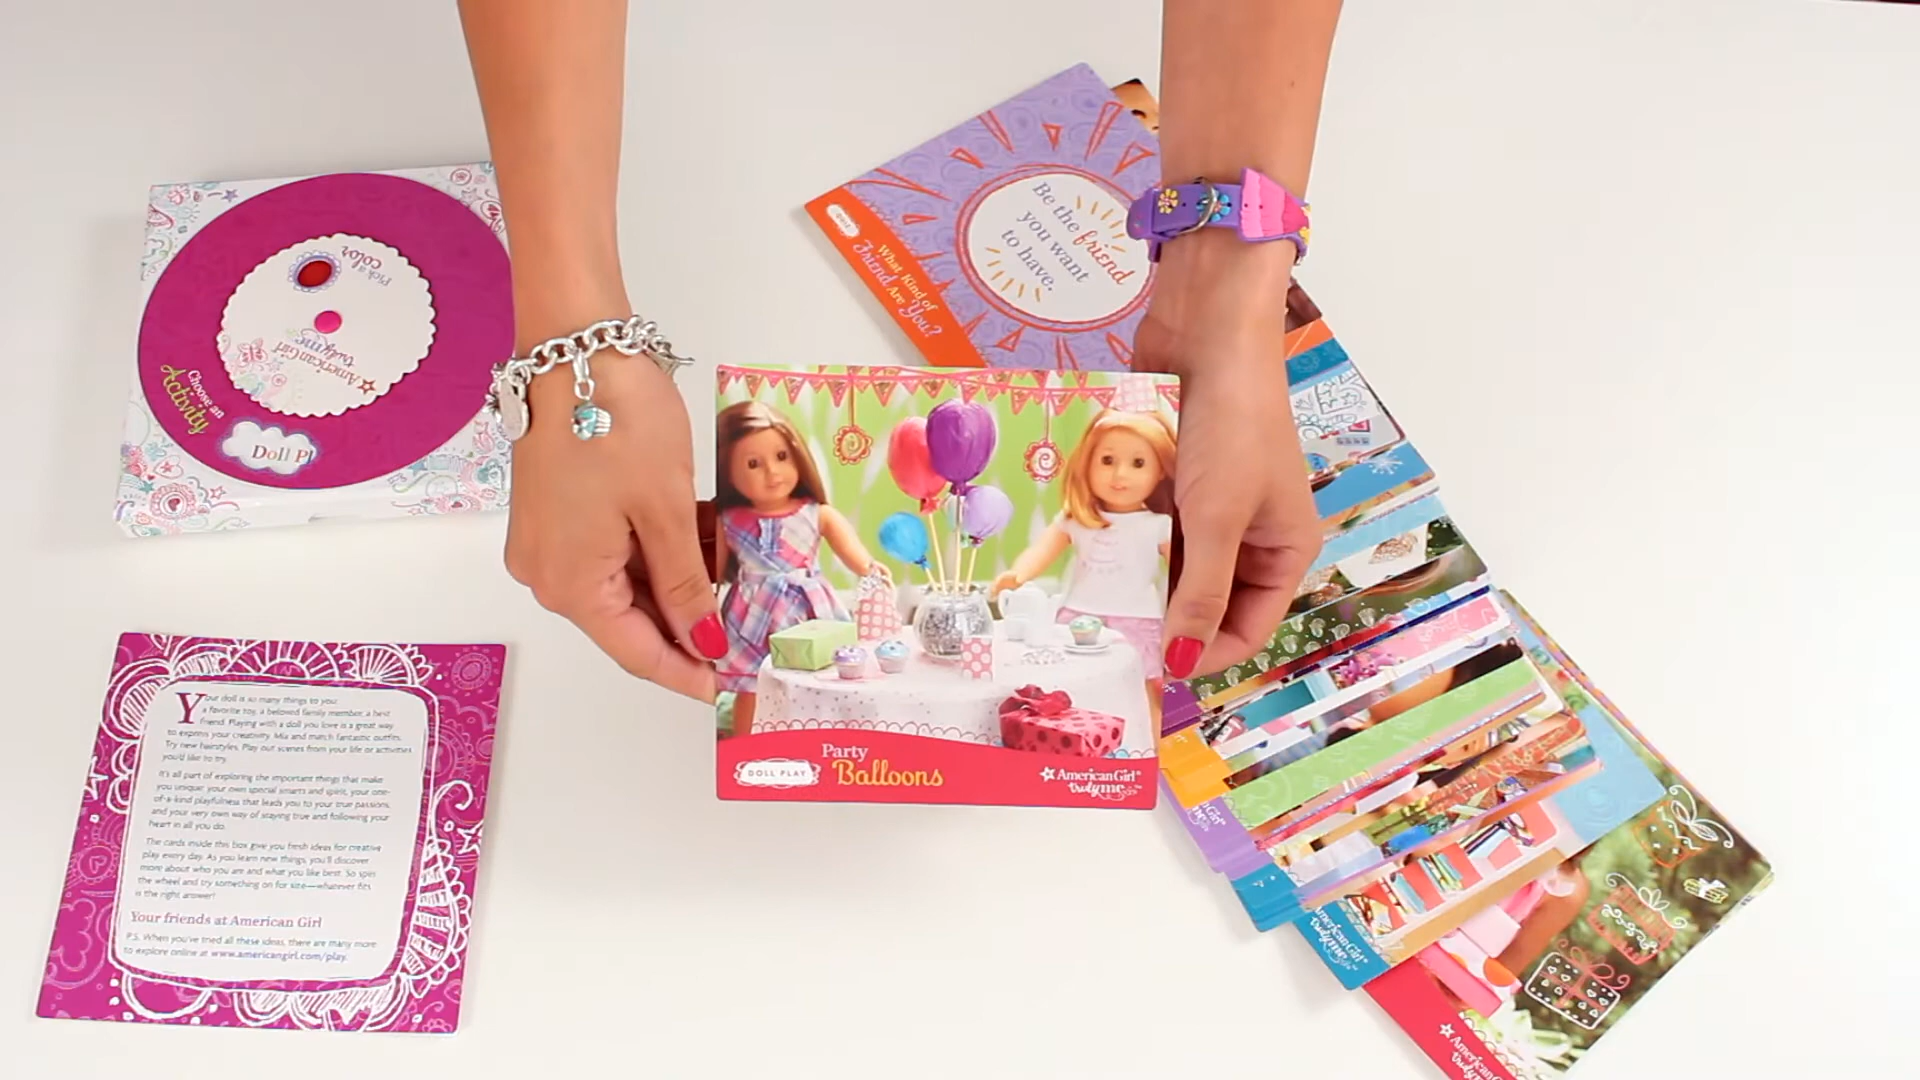 Pick a
color
American Girl
truly me
Choose an
Activity
Doll Pl
Be the friend
you want
to have.
What Kind of
Friend Are You?
Party
Balloons
DOLL PLAY
American Girl®
truly me™
Your doll is so many things to you:
a favorite toy, a beloved family member, a best
friend. Playing with a doll you love is a great way
to express your creativity. Mix and match fantastic outfits.
Try new hairstyles. Play out scenes from your life or activities
you'd like to try.
It's all part of exploring the important things that make
you unique: your own special smarts and spirit, your one-
of-a-kind playfulness that leads you to your true passions,
and your very own way of staying true and following your
heart in all you do.
The cards inside this box give you fresh ideas for creative
play every day. As you learn new things, you'll discover
more about who you are and what you like best. So spin
the wheel and try something on for size—whatever fits
is the right answer!
Your friends at American Girl
P.S. When you've tried all these ideas, there are many more
to explore online at www.americangirl.com/play.
American Girl®
truly me™
American
truly me